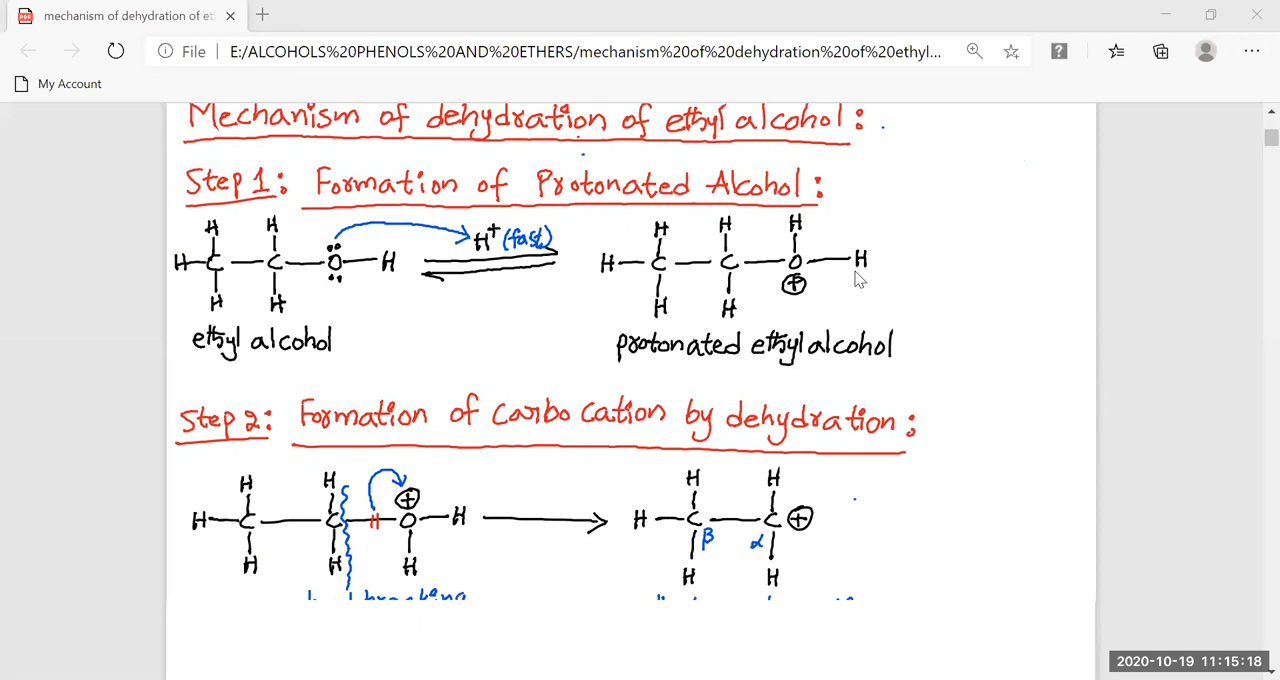 mechanism of dehydration of et
File E:/ALCOHOLS%20PHENOLS%20AND%20ETHERS/mechanism%20of%20dehydration%20of%20ethyl...
My Account
Mechanism of dehydration of ethyl alcohol:
Step 1: Formation of Protonated Alcohol:
H H H H H
H-C-C-O-H H+ (fast) H-C-C-O-H
H H H H +
ethyl alcohol protonated ethyl alcohol
Step 2: Formation of Carbo cation by dehydration;
H H + H H
H-C-C-H-O-H H-C-C +
β α
H H H H H
breaking
2020-10-19 11:15:18